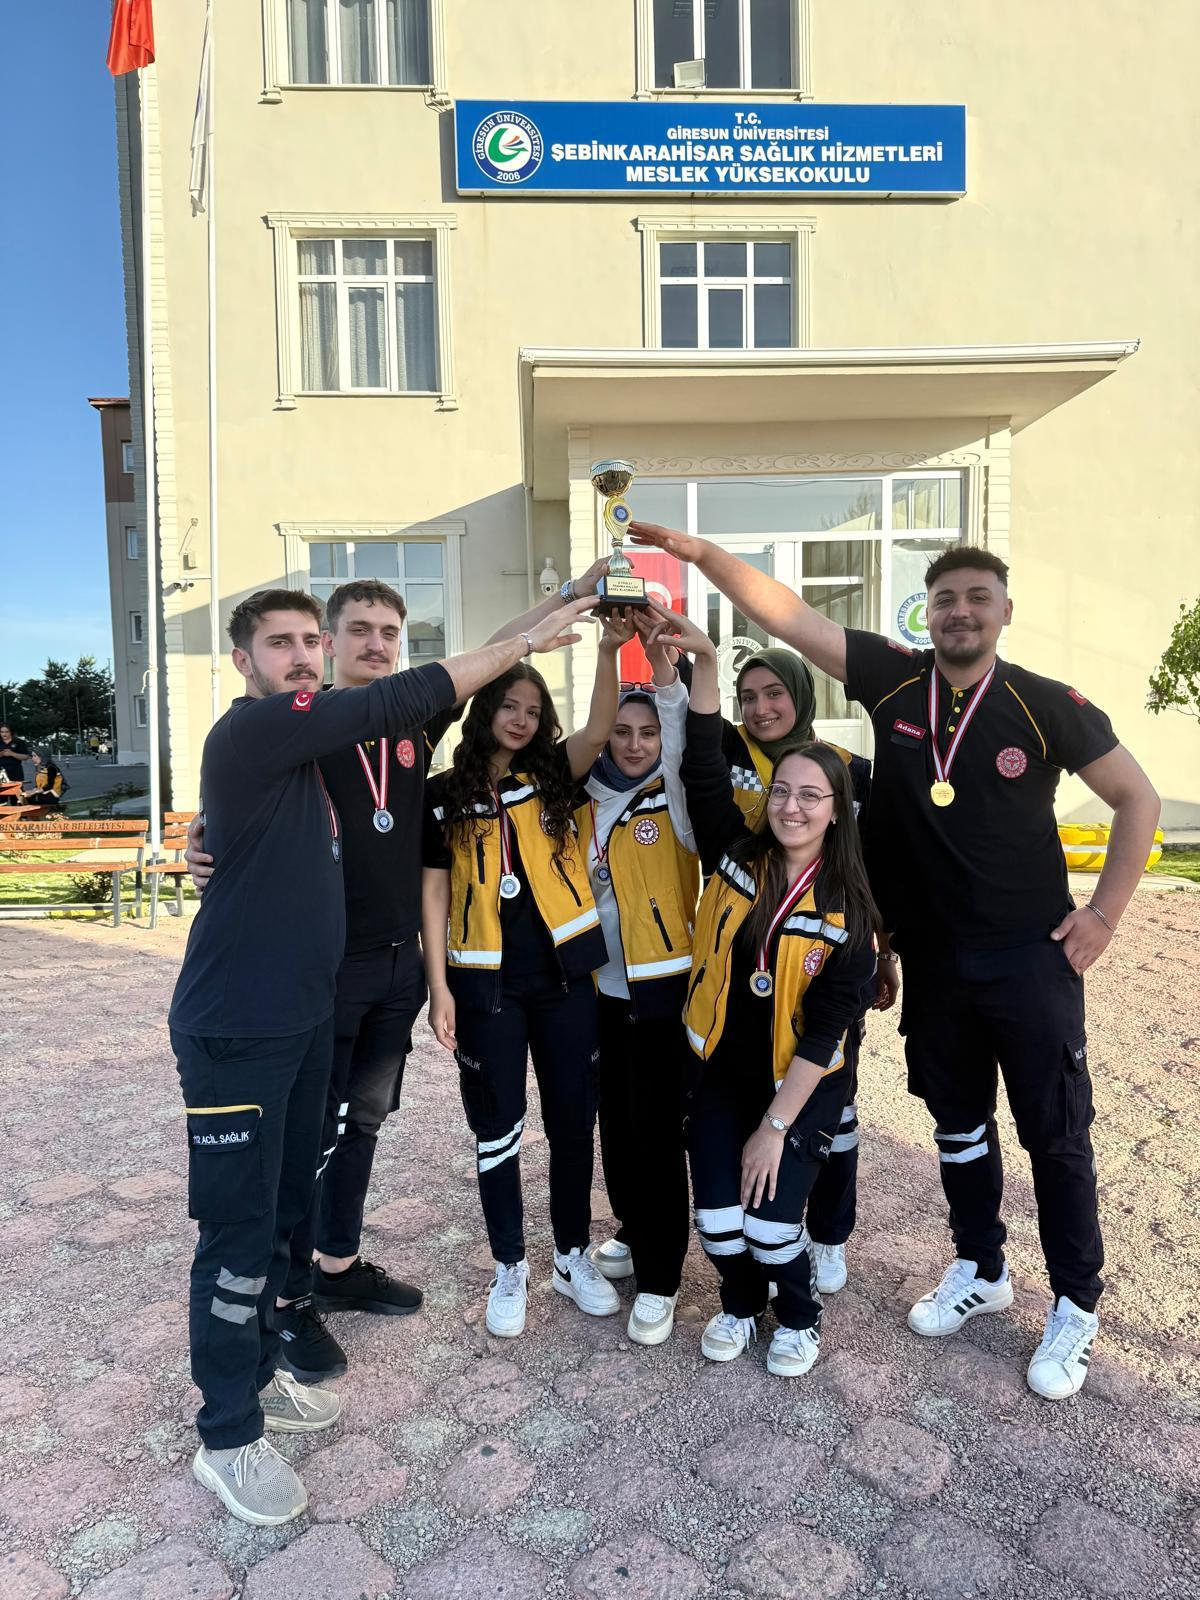 T.C.
GİRESUN ÜNİVERSİTESİ
ŞEBİNKARAHİSAR SAĞLIK HİZMETLERİ
MESLEK YÜKSEKOKULU
GİRESUN ÜNİVERSİTESİ
2006
Adana
BİNKARAHİSAR BELEDİYESİ
112 ACİL SAĞLIK
SAĞLIK